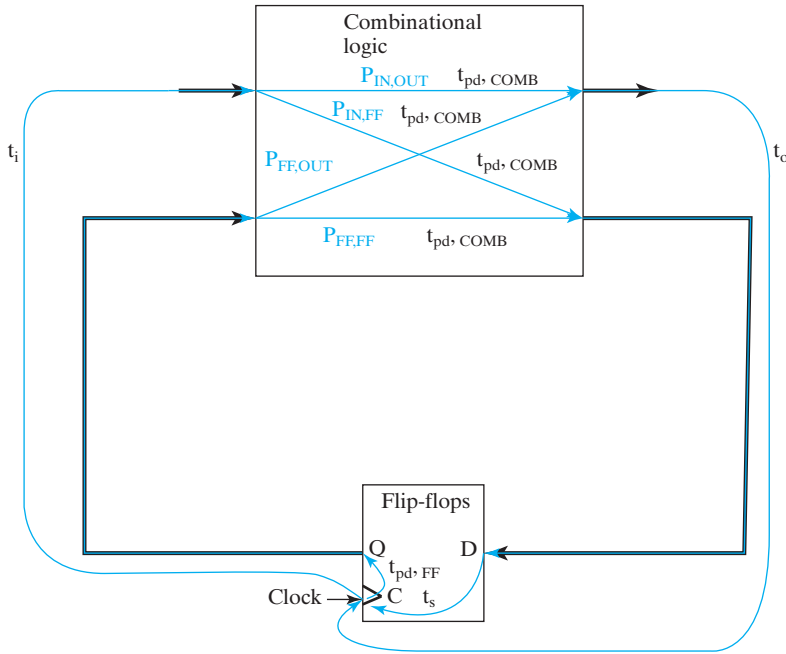 Combinational
logic
P_IN,OUT t_pd, COMB
P_IN,FF t_pd, COMB
t_i
t_o
P_FF,OUT t_pd, COMB
P_FF,FF t_pd, COMB
Flip-flops
Q D
t_pd, FF
Clock C t_s